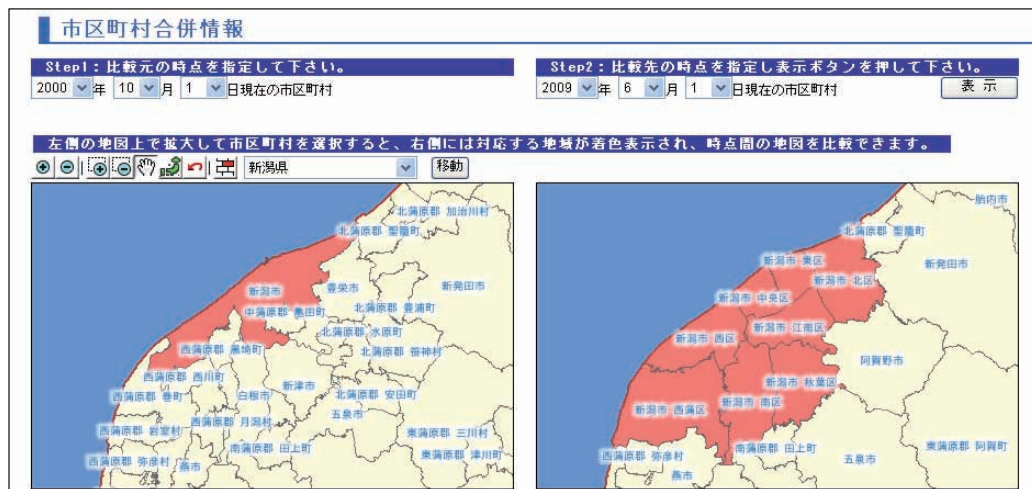 市区町村合併情報
Step1：比較元の時点を指定して下さい。
2000 年 10 月 1 日現在の市区町村
Step2：比較先の時点を指定し表示ボタンを押して下さい。
2009 年 6 月 1 日現在の市区町村 表示
左側の地図上で拡大して市区町村を選択すると、右側には対応する地域が着色表示され、時点間の地図を比較できます。
新潟県 移動
北蒲原郡 加治川村
北蒲原郡 聖籠町
新発田市
新潟市
豊栄市
中蒲原郡 亀田町
北蒲原郡 豊浦町
北蒲原郡 水原町
西蒲原郡 黒埼町
北蒲原郡 笹神村
西蒲原郡 西川町
新津市
西蒲原郡 巻町
白根市
北蒲原郡 安田町
西蒲原郡 月潟村
五泉市
西蒲原郡 岩室村
東蒲原郡 三川村
南蒲原郡 田上町
西蒲原郡 弥彦村
燕市
東蒲原郡 津川町
胎内市
北蒲原郡 聖籠町
新潟市 東区
新発田市
新潟市 北区
新潟市 中央区
新潟市 江南区
新潟市 西区
阿賀野市
新潟市 秋葉区
新潟市 南区
新潟市 西蒲区
南蒲原郡 田上町
東蒲原郡 阿賀町
西蒲原郡 弥彦村
五泉市
燕市